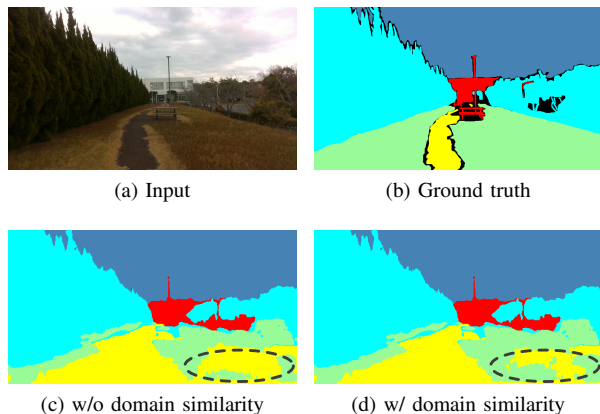 (a) Input
(b) Ground truth
(c) w/o domain similarity
(d) w/ domain similarity